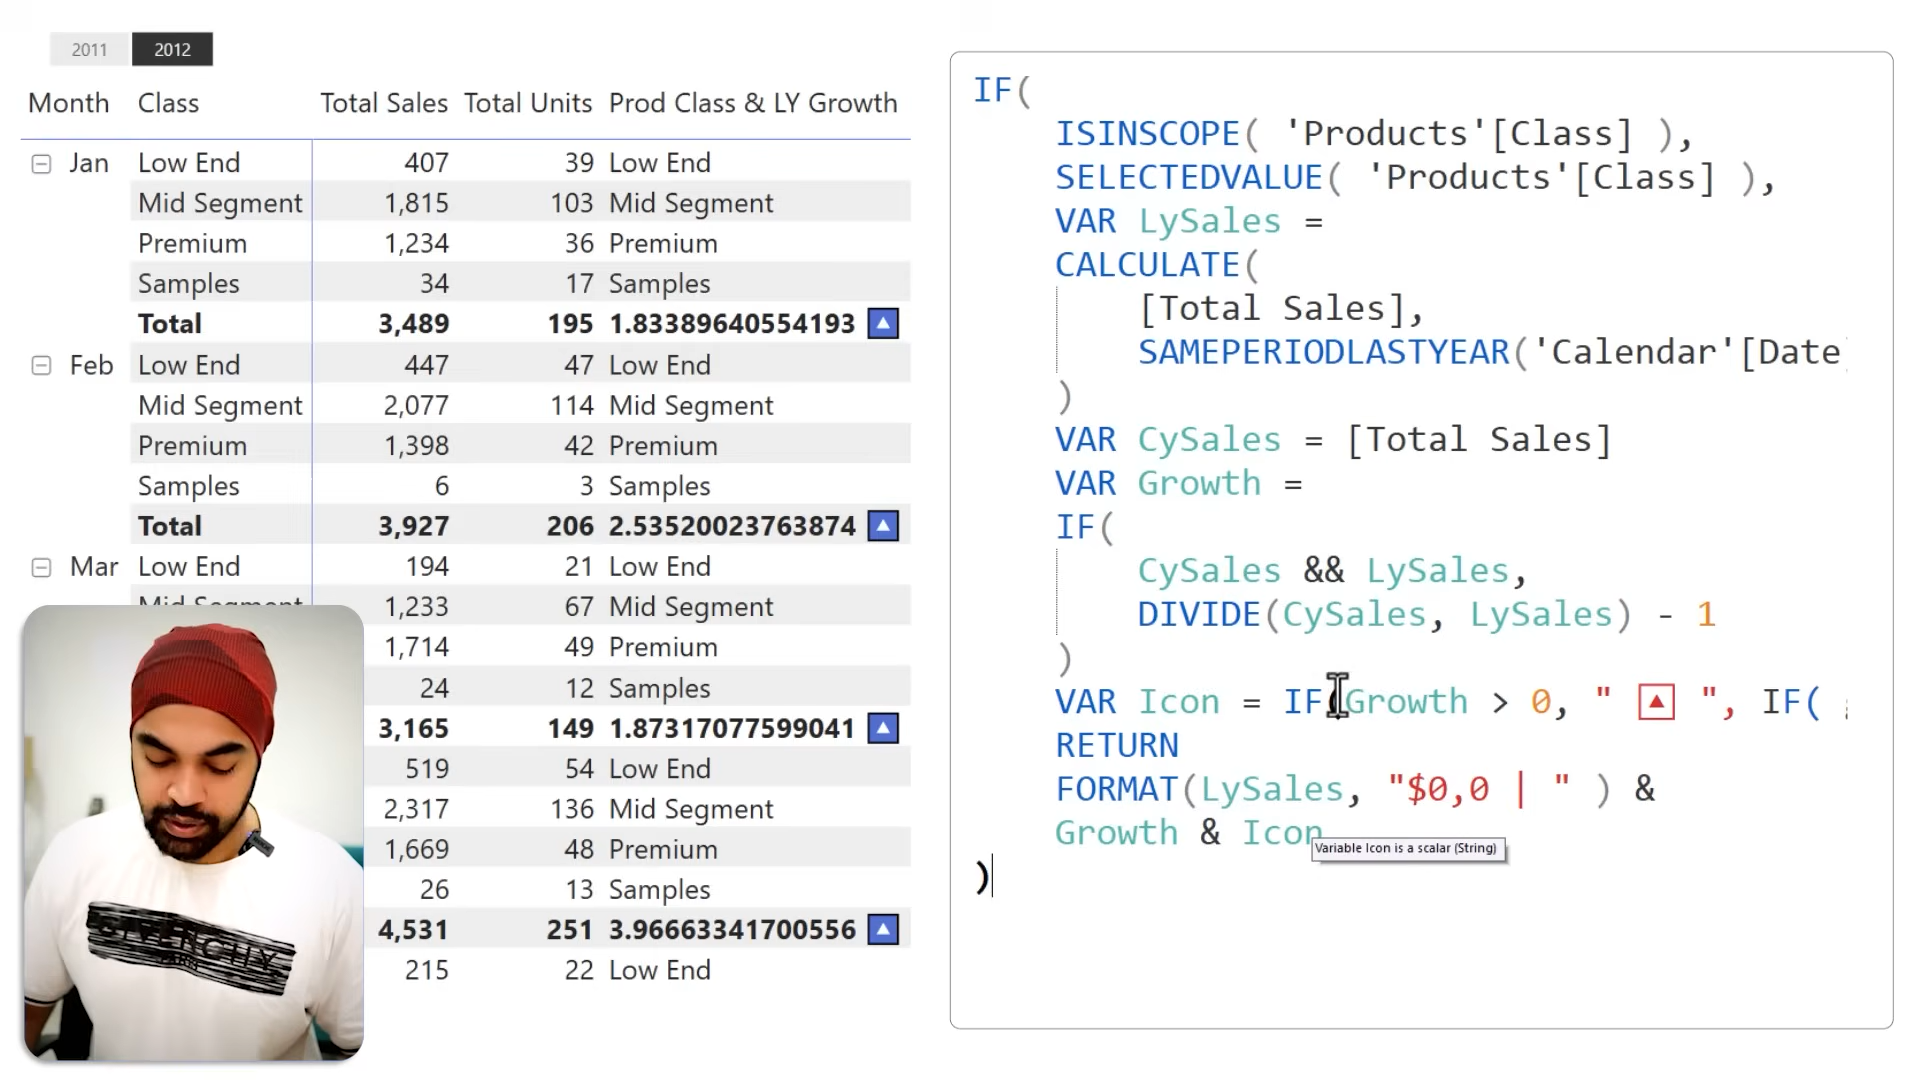 2011 2012
Month Class Total Sales Total Units Prod Class & LY Growth
Jan Low End 407 39 Low End
Mid Segment 1,815 103 Mid Segment
Premium 1,234 36 Premium
Samples 34 17 Samples
Total 3,489 195 1.83389640554193 🔼
Feb Low End 447 47 Low End
Mid Segment 2,077 114 Mid Segment
Premium 1,398 42 Premium
Samples 6 3 Samples
Total 3,927 206 2.53520023763874 🔼
Mar Low End 194 21 Low End
Mid Segment 1,233 67 Mid Segment
1,714 49 Premium
24 12 Samples
3,165 149 1.87317077599041 🔼
519 54 Low End
2,317 136 Mid Segment
1,669 48 Premium
26 13 Samples
4,531 251 3.96663341700556 🔼
215 22 Low End
IF(
ISINSCOPE( 'Products'[Class] ),
SELECTEDVALUE( 'Products'[Class] ),
VAR LySales =
CALCULATE(
[Total Sales],
SAMEPERIODLASTYEAR('Calendar'[Date
)
VAR CySales = [Total Sales]
VAR Growth =
IF(
CySales && LySales,
DIVIDE(CySales, LySales) - 1
)
VAR Icon = IF(Growth > 0, " 🔼 ", IF(
RETURN
FORMAT(LySales, "$0,0 | " ) &
Growth & Icon
Variable Icon is a scalar (String)
)